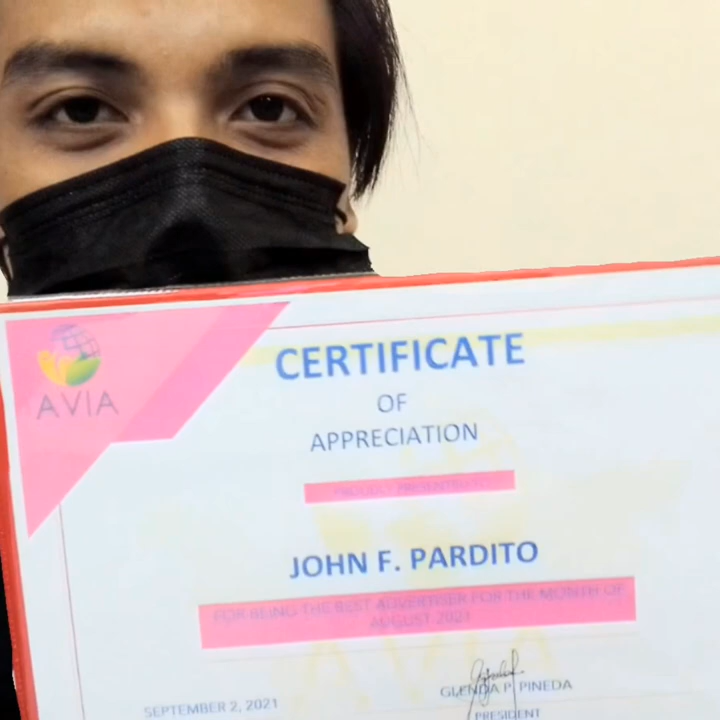 AVIA
CERTIFICATE
OF
APPRECIATION
PROUDLY PRESENTED TO
JOHN F. PARDITO
FOR BEING THE BEST ADVERTISER FOR THE MONTH OF
AUGUST 2021
GLENDA P. PINEDA
SEPTEMBER 2, 2021
PRESIDENT